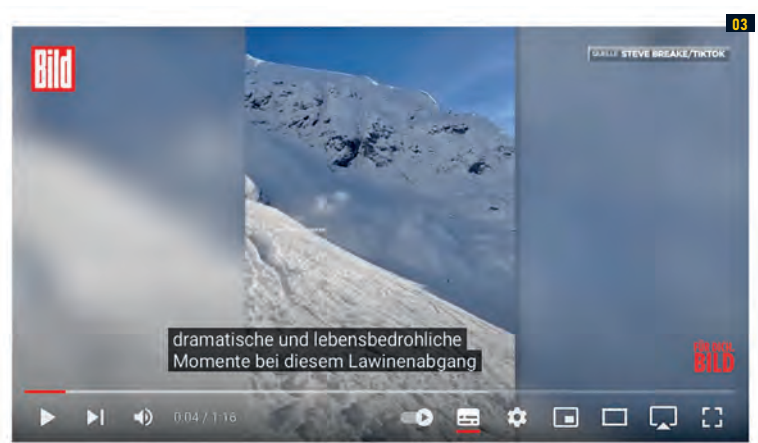 03
Bild
QUELLE STEVE BREAKE/TIKTOK
dramatische und lebensbedrohliche
Momente bei diesem Lawinenabgang
BILD
0:04 / 1:16